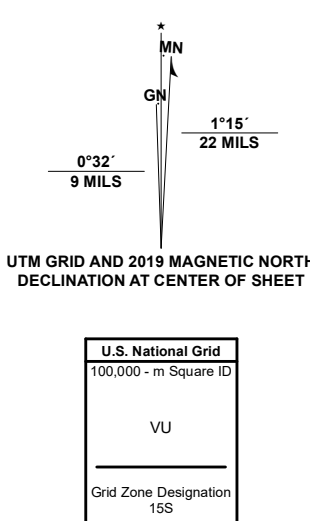 MN
GN
1°15´
22 MILS
0°32´
9 MILS
UTM GRID AND 2019 MAGNETIC NORTH
DECLINATION AT CENTER OF SHEET
U.S. National Grid
100,000 - m Square ID
VU
Grid Zone Designation
15S